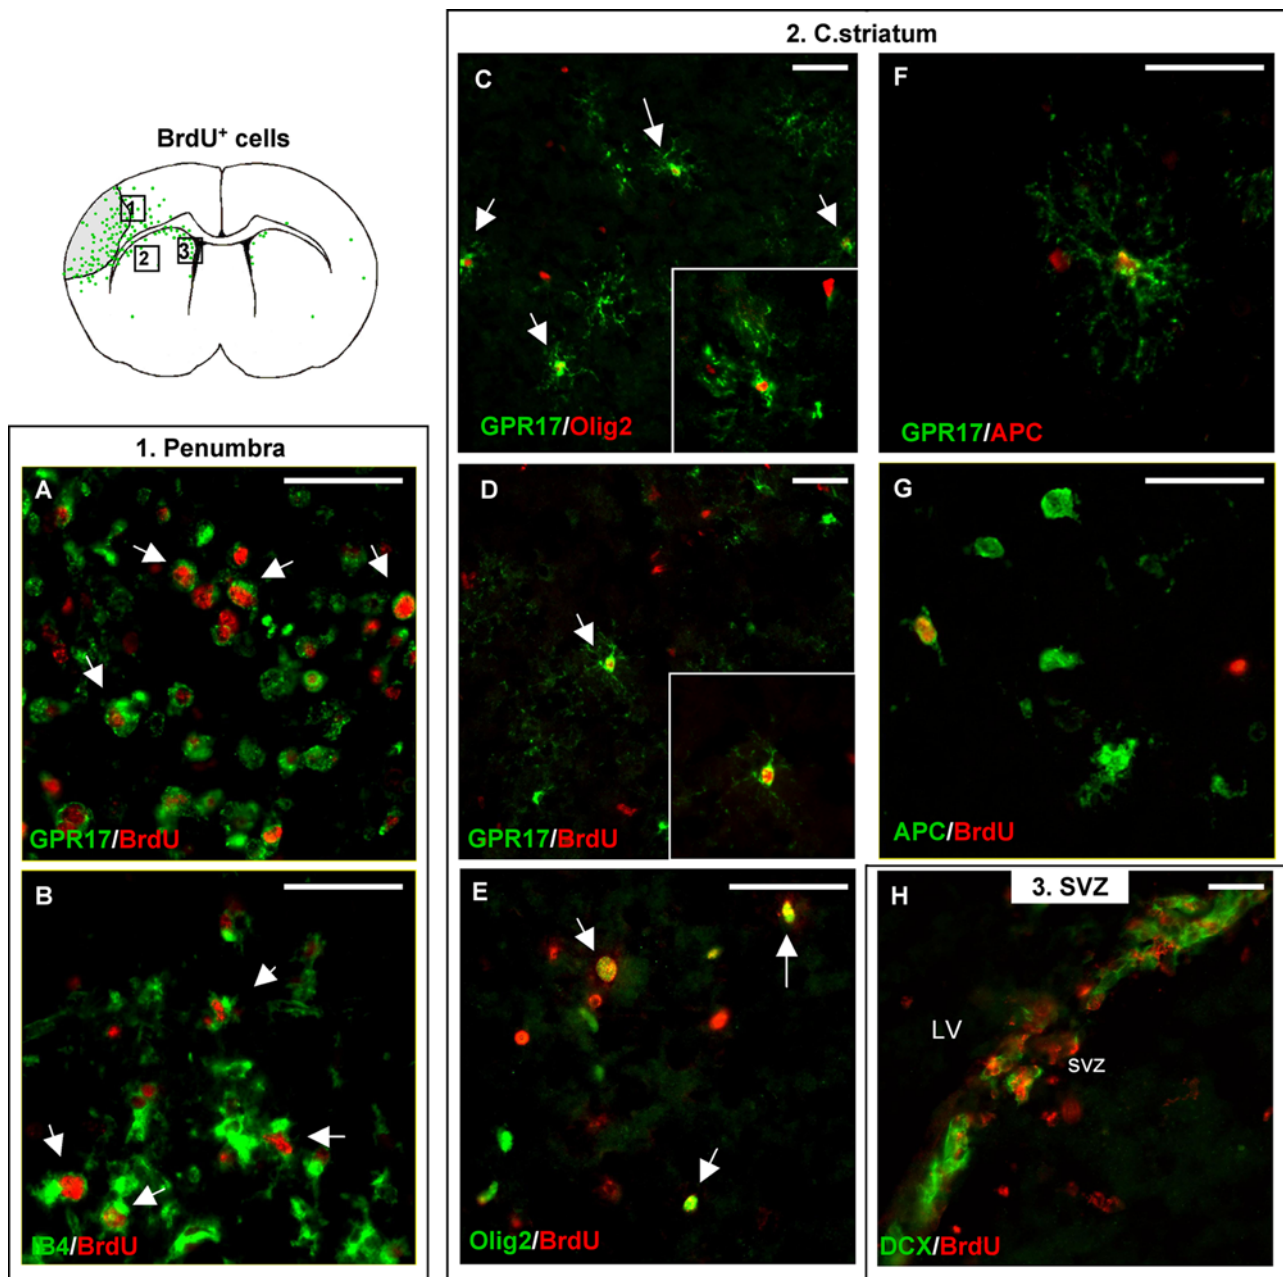 BrdU⁺ cells
1
2
3
1. Penumbra
A
GPR17/BrdU
B
IB4/BrdU
2. C.striatum
C
GPR17/Olig2
D
GPR17/BrdU
E
Olig2/BrdU
F
GPR17/APC
G
APC/BrdU
3. SVZ
H
LV
SVZ
DCX/BrdU